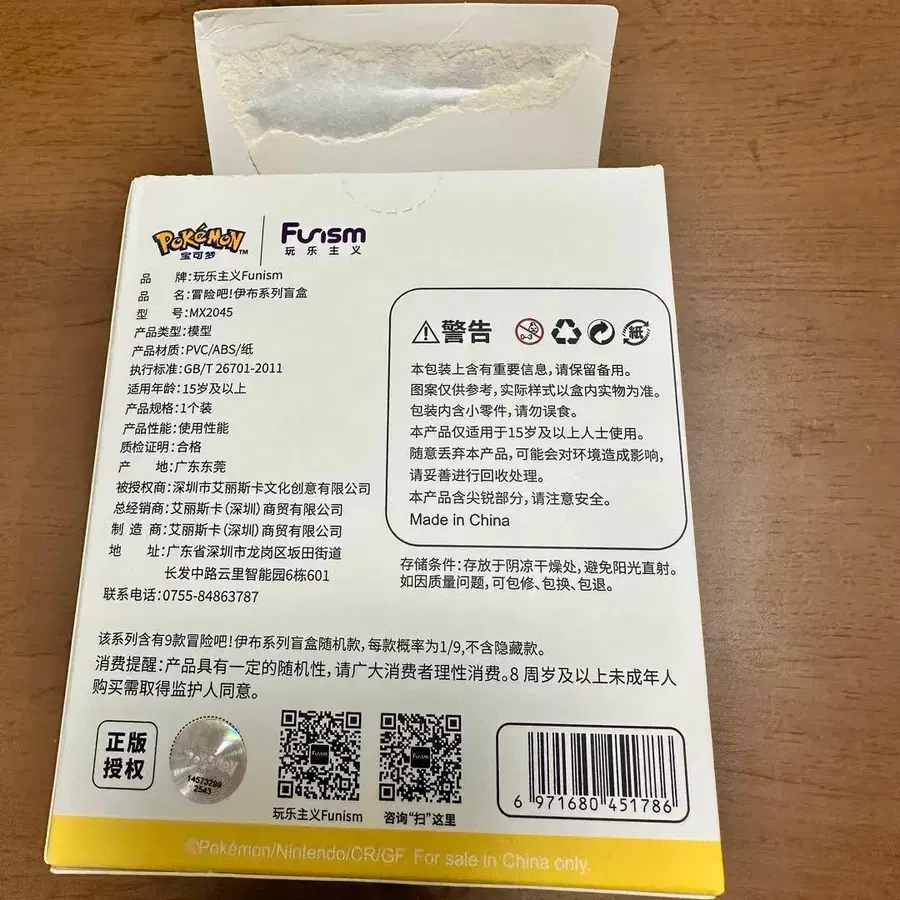 POKéMON™
宝可梦
Funism
玩乐主义
品 牌:玩乐主义Funism
品 名:冒险吧!伊布系列盲盒
型 号:MX2045
产品类型:模型
产品材质:PVC/ABS/纸
执行标准:GB/T 26701-2011
适用年龄:15岁及以上
产品规格:1个装
产品性能:使用性能
质检证明:合格
产 地:广东东莞
被授权商:深圳市艾丽斯卡文化创意有限公司
总经销商:艾丽斯卡(深圳)商贸有限公司
制 造 商:艾丽斯卡(深圳)商贸有限公司
地 址:广东省深圳市龙岗区坂田街道
长发中路云里智能园6栋601
联系电话:0755-84863787
警告
紙
本包装上含有重要信息,请保留备用。
图案仅供参考,实际样式以盒内实物为准。
包装内含小零件,请勿误食。
本产品仅适用于15岁及以上人士使用。
随意丢弃本产品,可能会对环境造成影响,
请妥善进行回收处理。
本产品含尖锐部分,请注意安全。
Made in China
存储条件:存放于阴凉干燥处,避免阳光直射。
如因质量问题,可包修、包换、包退。
该系列含有9款冒险吧!伊布系列盲盒随机款,每款概率为1/9,不含隐藏款。
消费提醒:产品具有一定的随机性,请广大消费者理性消费。8 周岁及以上未成年人
购买需取得监护人同意。
正版
授权
POKéMON
14573299
2543
Funism
玩乐主义Funism
Funism
咨询“扫”这里
6 971680 451786
©Pokémon/Nintendo/CR/GF. For sale in China only.